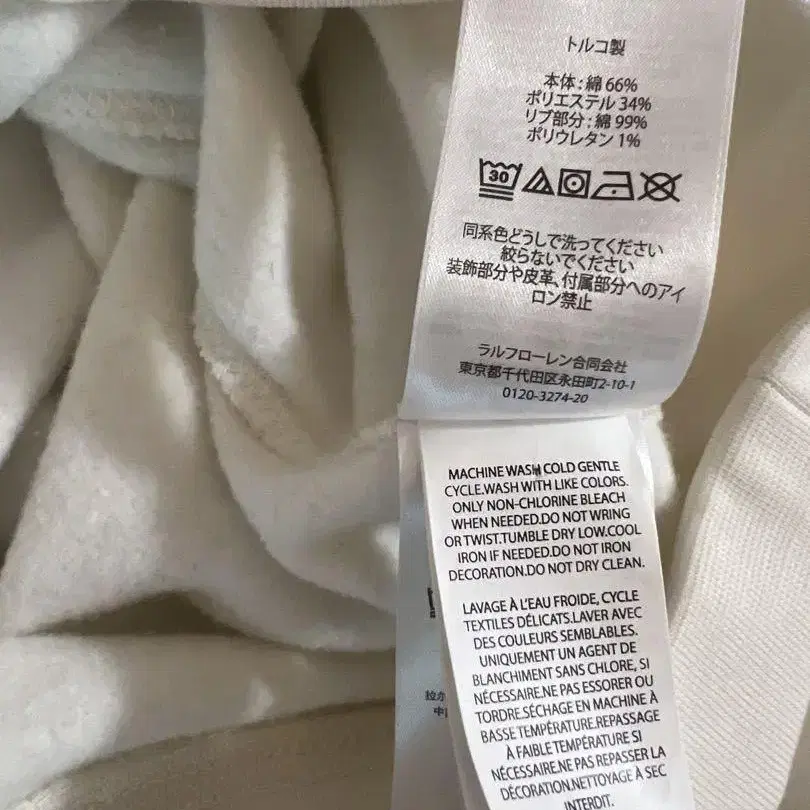 トルコ製
本体:綿 66%
ポリエステル 34%
リブ部分:綿 99%
ポリウレタン 1%
30
同系色どうしで洗ってください
絞らないでください
装飾部分や皮革、付属部分へのアイ
ロン禁止
ラルフローレン合同会社
東京都千代田区永田町2-10-1
0120-3274-20
MACHINE WASH COLD GENTLE
CYCLE.WASH WITH LIKE COLORS.
ONLY NON-CHLORINE BLEACH
WHEN NEEDED.DO NOT WRING
OR TWIST.TUMBLE DRY LOW.COOL
IRON IF NEEDED.DO NOT IRON
DECORATION.DO NOT DRY CLEAN.
LAVAGE À L'EAU FROIDE, CYCLE
TEXTILES DÉLICATS.LAVER AVEC
DES COULEURS SEMBLABLES.
UNIQUEMENT UN AGENT DE
BLANCHIMENT SANS CHLORE, SI
NÉCESSAIRE.NE PAS ESSORER OU
TORDRE.SÉCHAGE EN MACHINE À
BASSE TEMPÉRATURE.REPASSAGE
À FAIBLE TEMPÉRATURE SI
NÉCESSAIRE.NE PAS REPASSER LA
DÉCORATION.NETTOYAGE À SEC
INTERDIT.